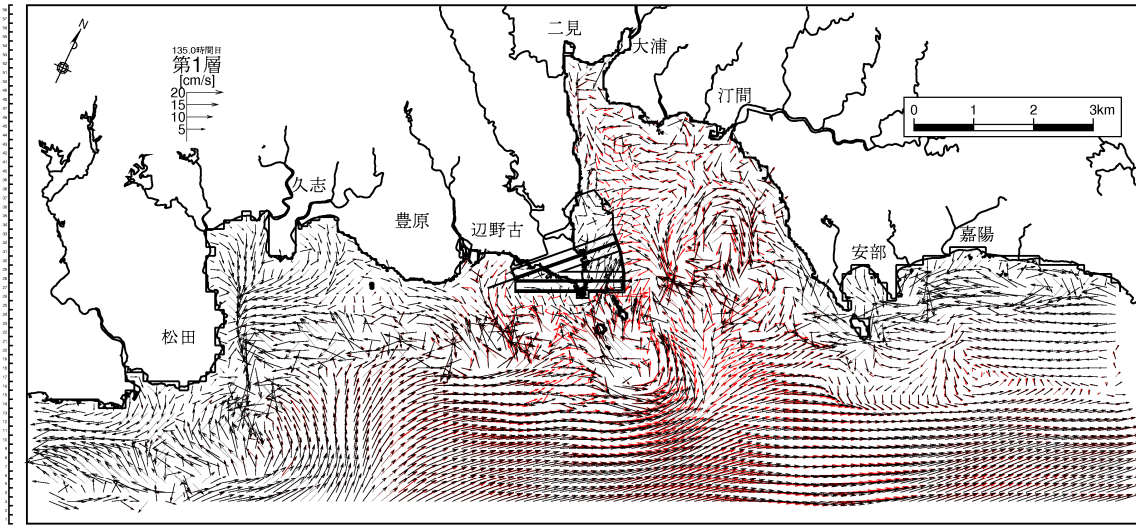 N
135.0時間目
第1層
[cm/s]
20
15
10
5
二見
大浦
汀間
0 1 2 3km
久志
豊原
辺野古
安部
嘉陽
松田